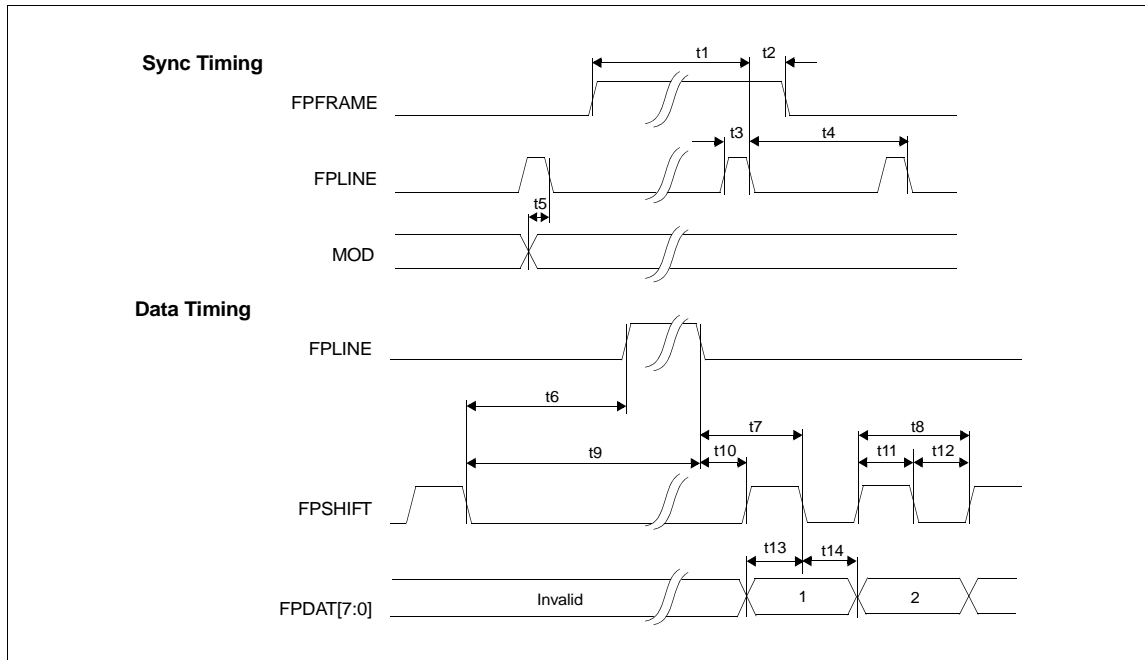 Sync Timing
t1
t2
FPFRAME
t3
t4
FPLINE
t5
MOD
Data Timing
FPLINE
t6
t7
t8
t9
t10
t11
t12
FPSHIFT
t13
t14
FPDAT[7:0]
Invalid
1
2